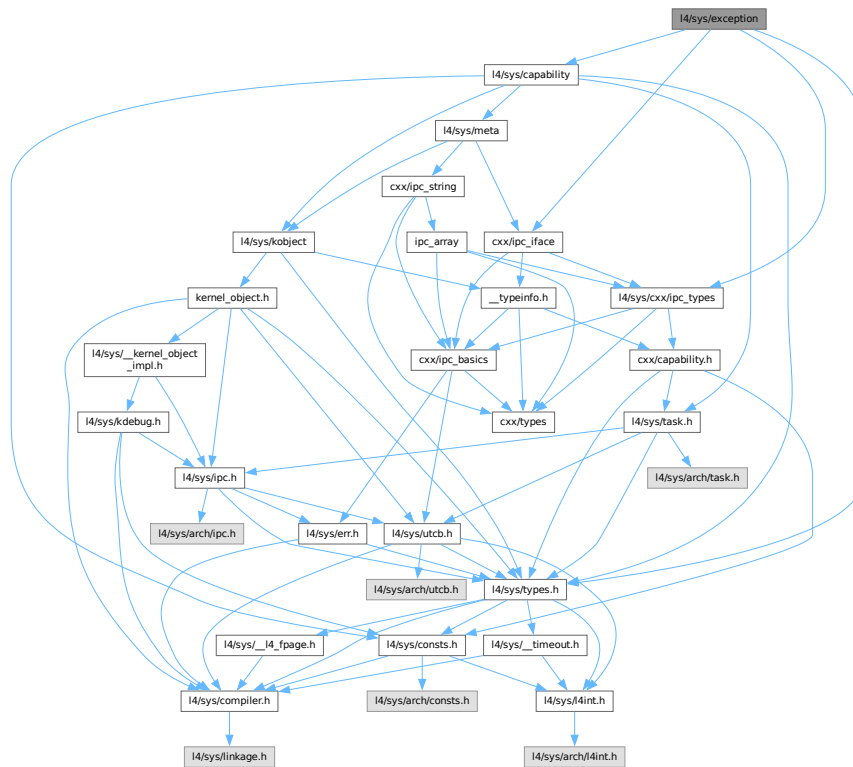 l4/sys/exception
l4/sys/capability
l4/sys/meta
cxx/ipc_string
l4/sys/kobject
ipc_array
cxx/ipc_iface
kernel_object.h
__typeinfo.h
l4/sys/cxx/ipc_types
l4/sys/__kernel_object
_impl.h
cxx/ipc_basics
cxx/capability.h
l4/sys/kdebug.h
cxx/types
l4/sys/task.h
l4/sys/ipc.h
l4/sys/arch/task.h
l4/sys/arch/ipc.h
l4/sys/err.h
l4/sys/utcb.h
l4/sys/arch/utcb.h
l4/sys/types.h
l4/sys/__l4_fpage.h
l4/sys/consts.h
l4/sys/__timeout.h
l4/sys/compiler.h
l4/sys/arch/consts.h
l4/sys/l4int.h
l4/sys/linkage.h
l4/sys/arch/l4int.h